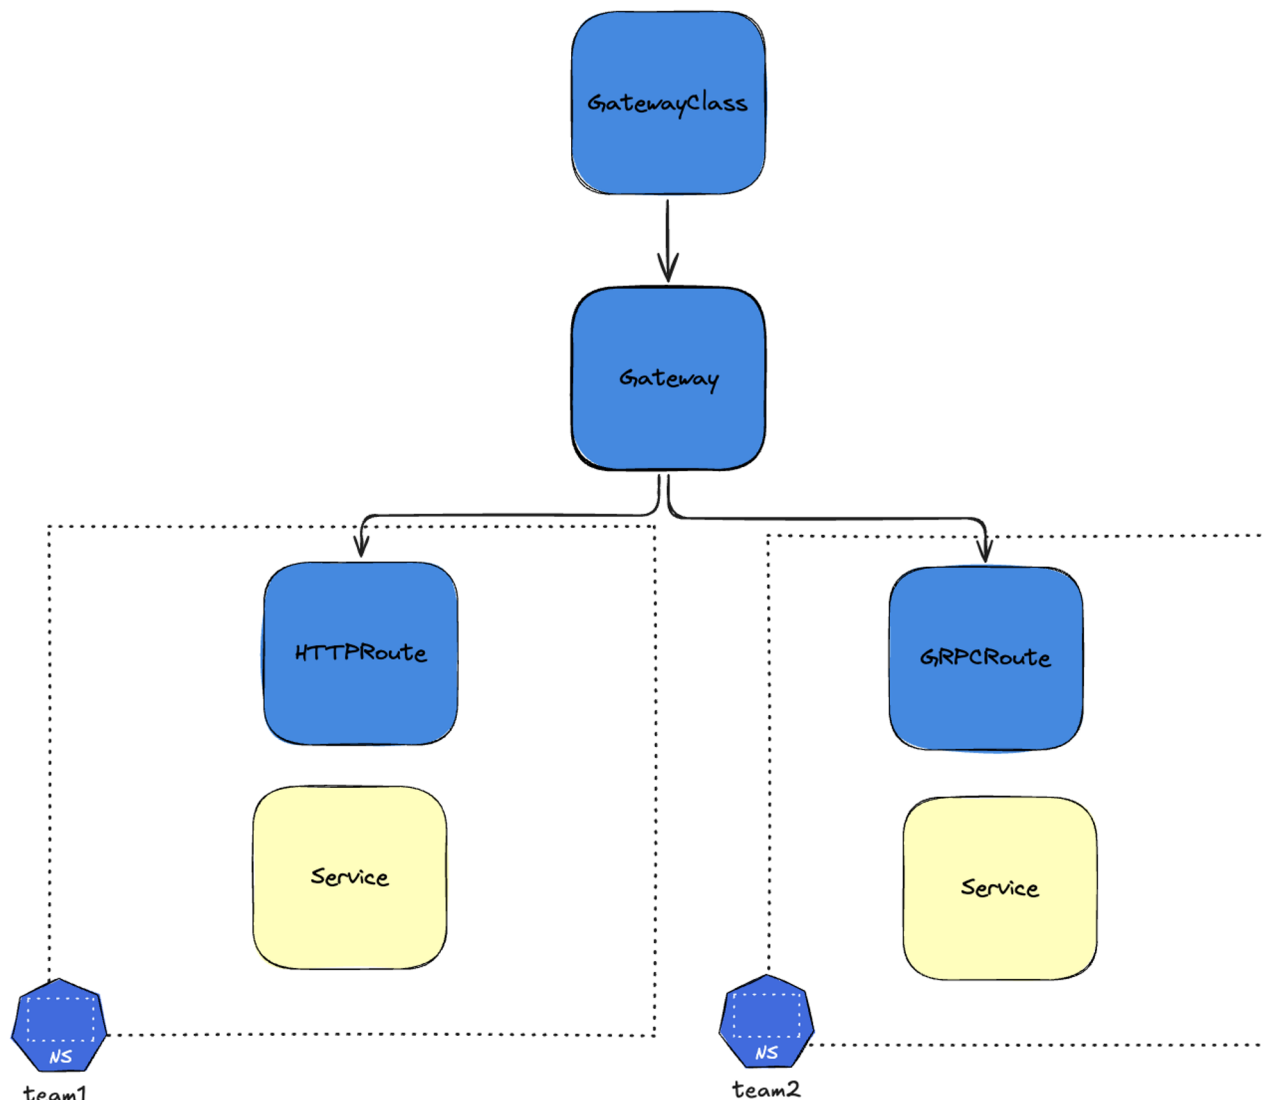 GatewayClass
Gateway
HTTPRoute
GRPCRoute
Service
Service
NS
NS
team1
team2